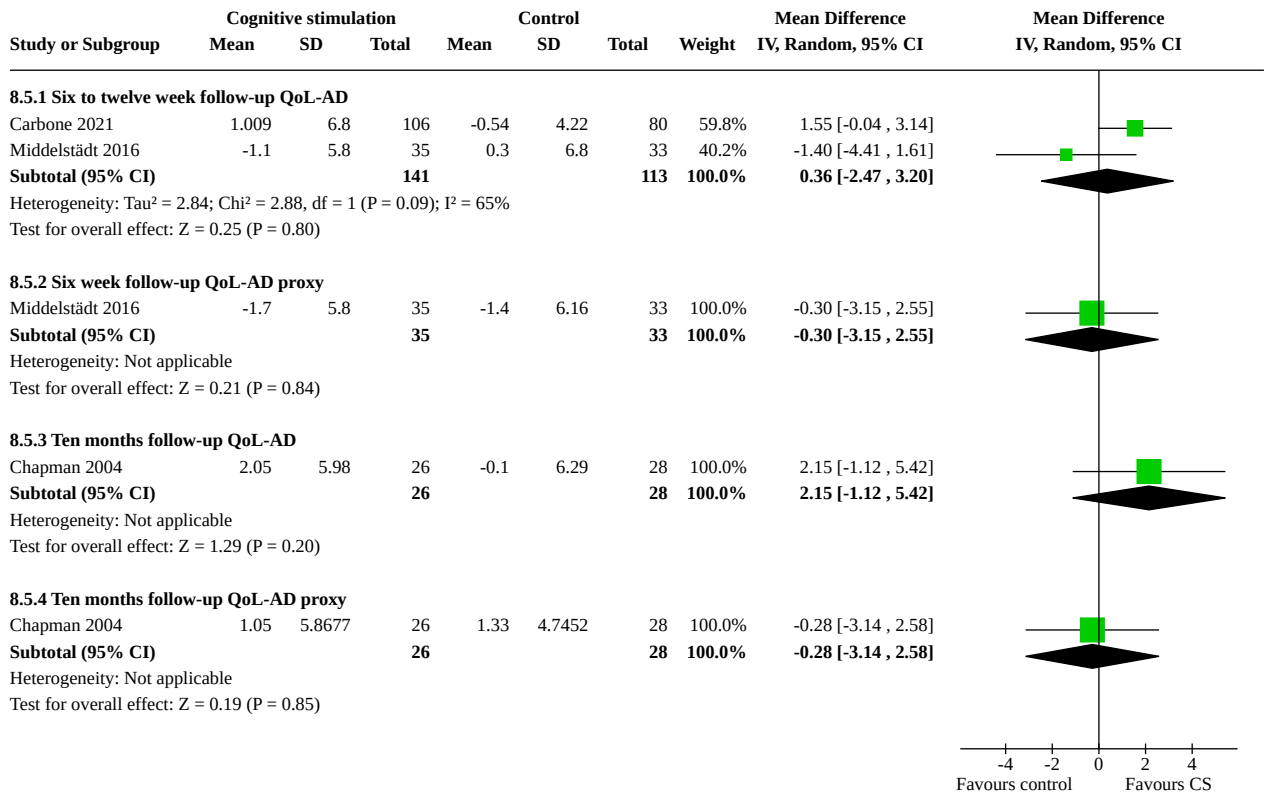 Cognitive stimulation Control Mean Difference Mean Difference
Study or Subgroup Mean SD Total Mean SD Total Weight IV, Random, 95% CI IV, Random, 95% CI
8.5.1 Six to twelve week follow-up QoL-AD
Carbone 2021 1.009 6.8 106 -0.54 4.22 80 59.8% 1.55 [-0.04 , 3.14]
Middelstädt 2016 -1.1 5.8 35 0.3 6.8 33 40.2% -1.40 [-4.41 , 1.61]
Subtotal (95% CI) 141 113 100.0% 0.36 [-2.47 , 3.20]
Heterogeneity: Tau² = 2.84; Chi² = 2.88, df = 1 (P = 0.09); I² = 65%
Test for overall effect: Z = 0.25 (P = 0.80)
8.5.2 Six week follow-up QoL-AD proxy
Middelstädt 2016 -1.7 5.8 35 -1.4 6.16 33 100.0% -0.30 [-3.15 , 2.55]
Subtotal (95% CI) 35 33 100.0% -0.30 [-3.15 , 2.55]
Heterogeneity: Not applicable
Test for overall effect: Z = 0.21 (P = 0.84)
8.5.3 Ten months follow-up QoL-AD
Chapman 2004 2.05 5.98 26 -0.1 6.29 28 100.0% 2.15 [-1.12 , 5.42]
Subtotal (95% CI) 26 28 100.0% 2.15 [-1.12 , 5.42]
Heterogeneity: Not applicable
Test for overall effect: Z = 1.29 (P = 0.20)
8.5.4 Ten months follow-up QoL-AD proxy
Chapman 2004 1.05 5.8677 26 1.33 4.7452 28 100.0% -0.28 [-3.14 , 2.58]
Subtotal (95% CI) 26 28 100.0% -0.28 [-3.14 , 2.58]
Heterogeneity: Not applicable
Test for overall effect: Z = 0.19 (P = 0.85)
-4 -2 0 2 4
Favours control Favours CS